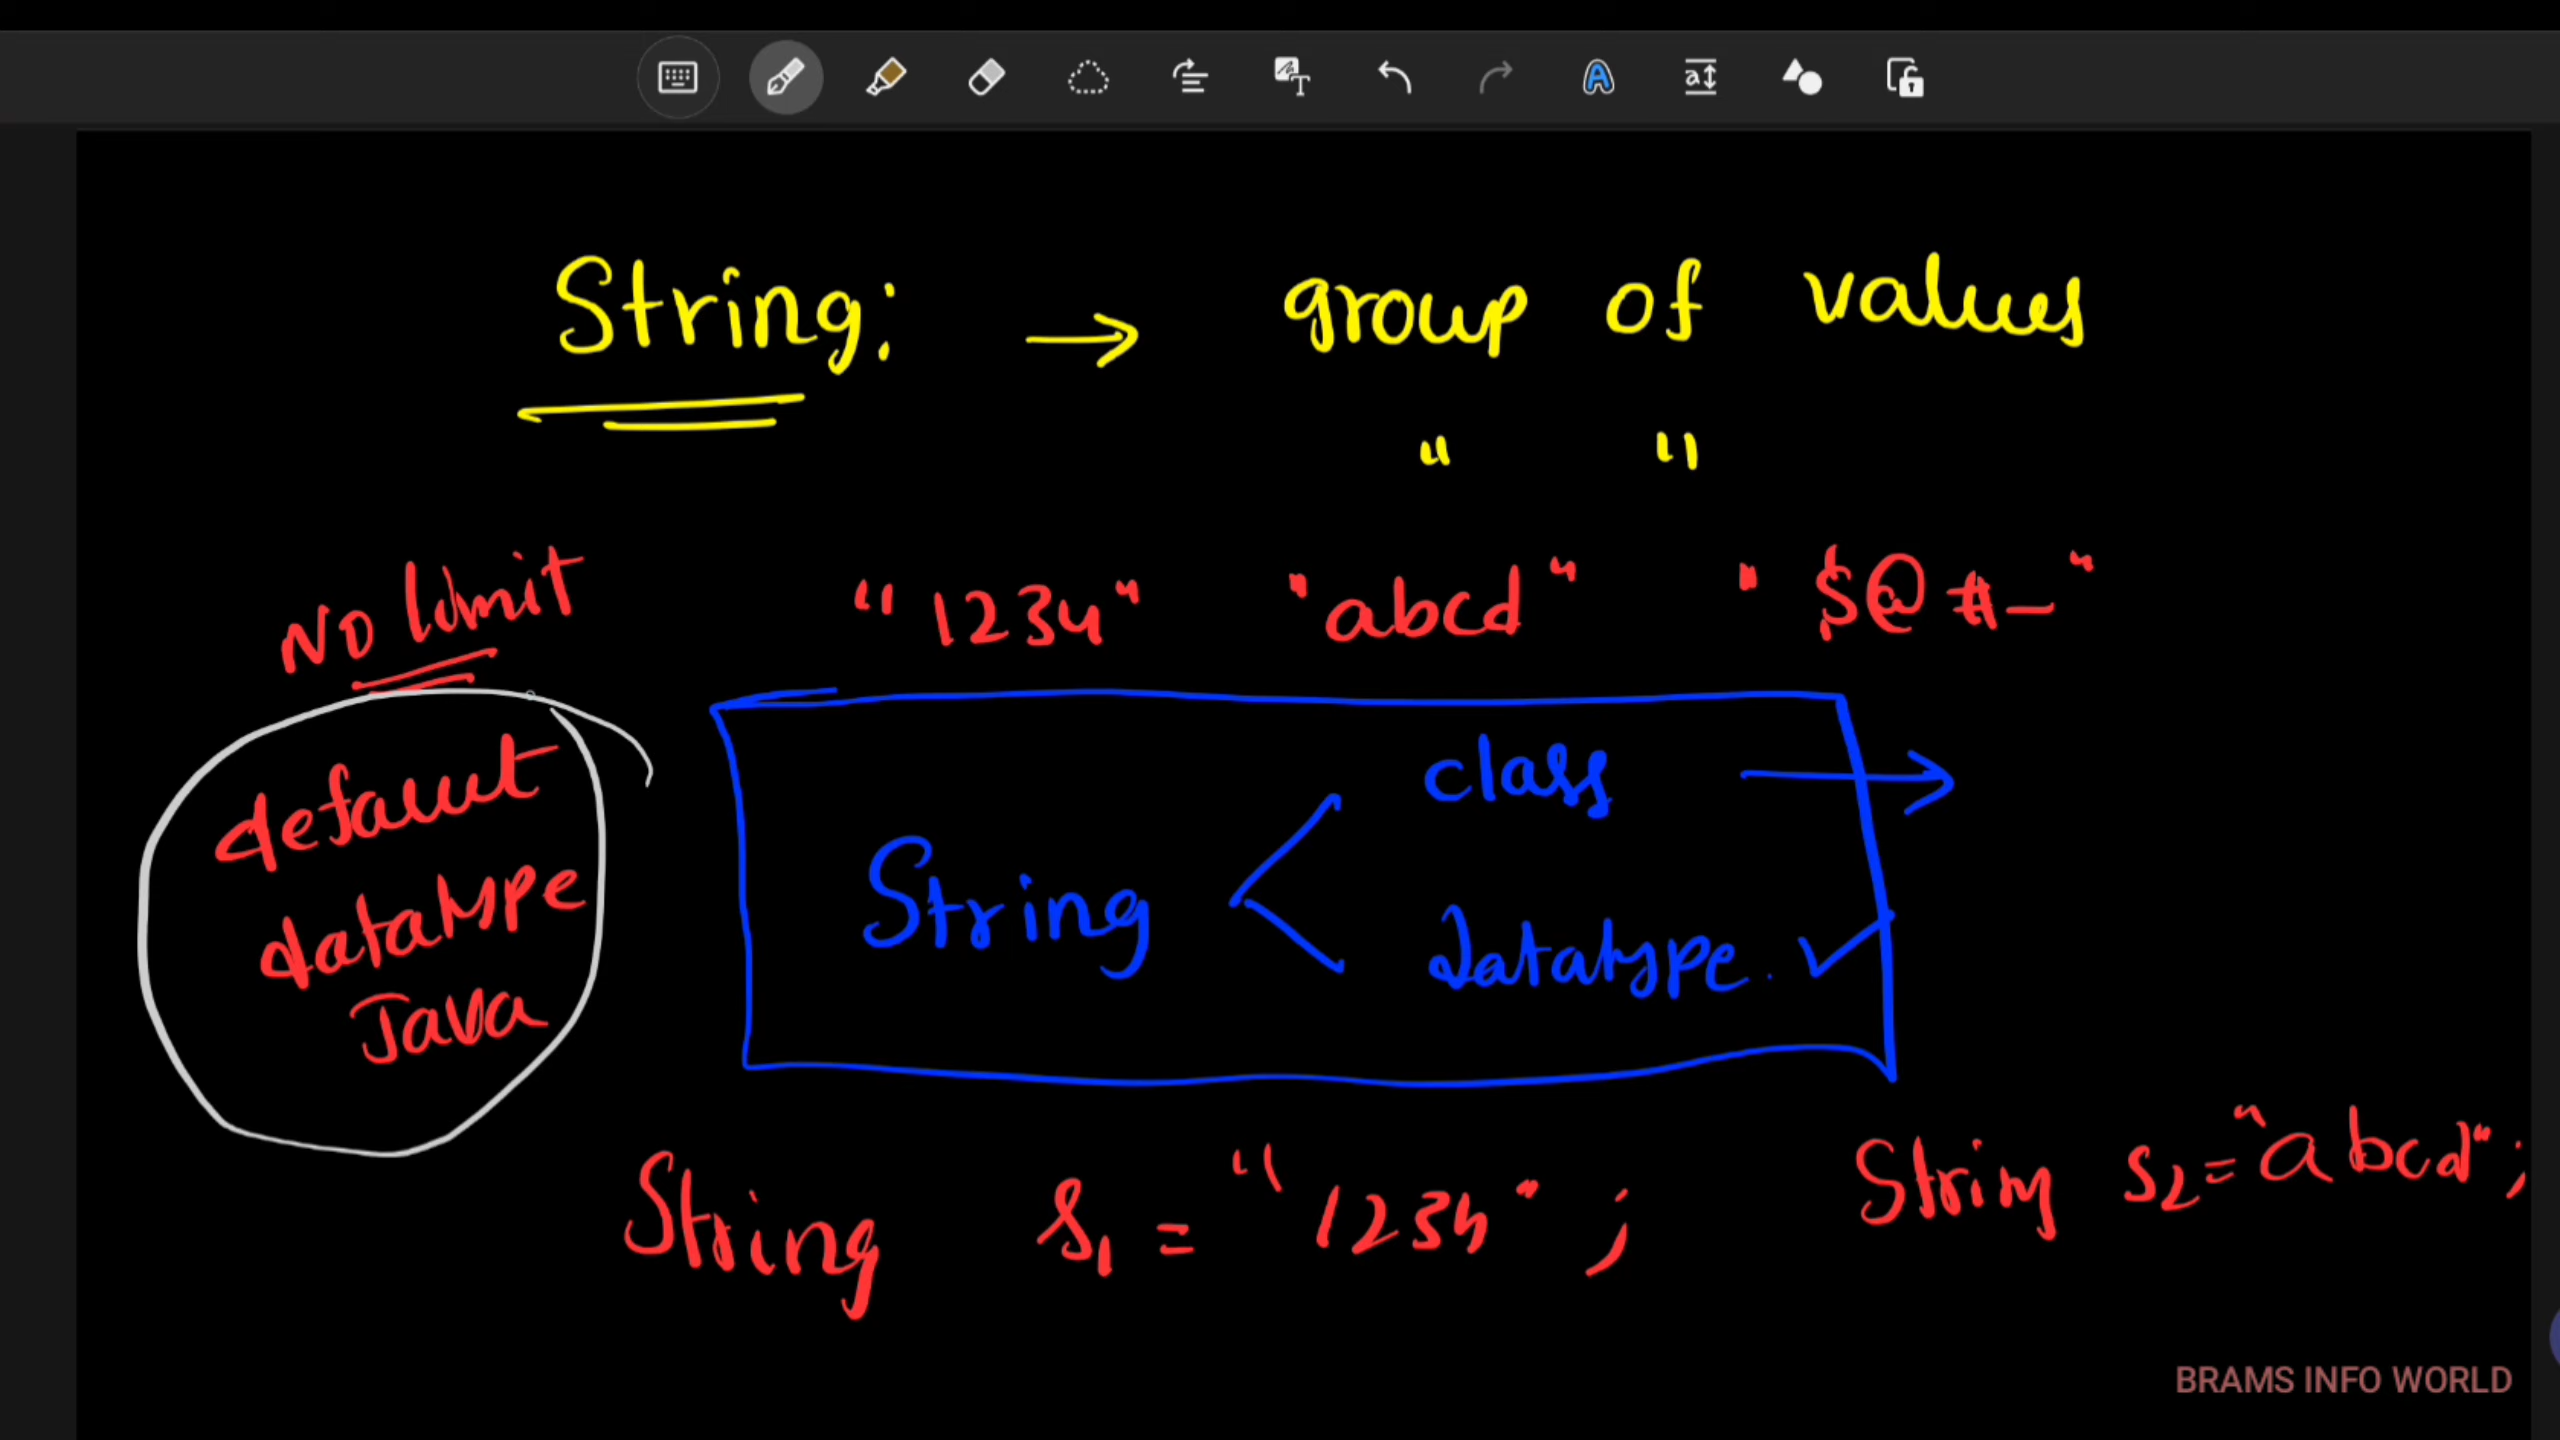 String: → group of values
" "
No limit
"1234" "abcd" "$@#_"
default
datatype
Java
class →
String
Datatype. ✓
String s1 = "1234" ;
String s2="abcd";
BRAMS INFO WORLD